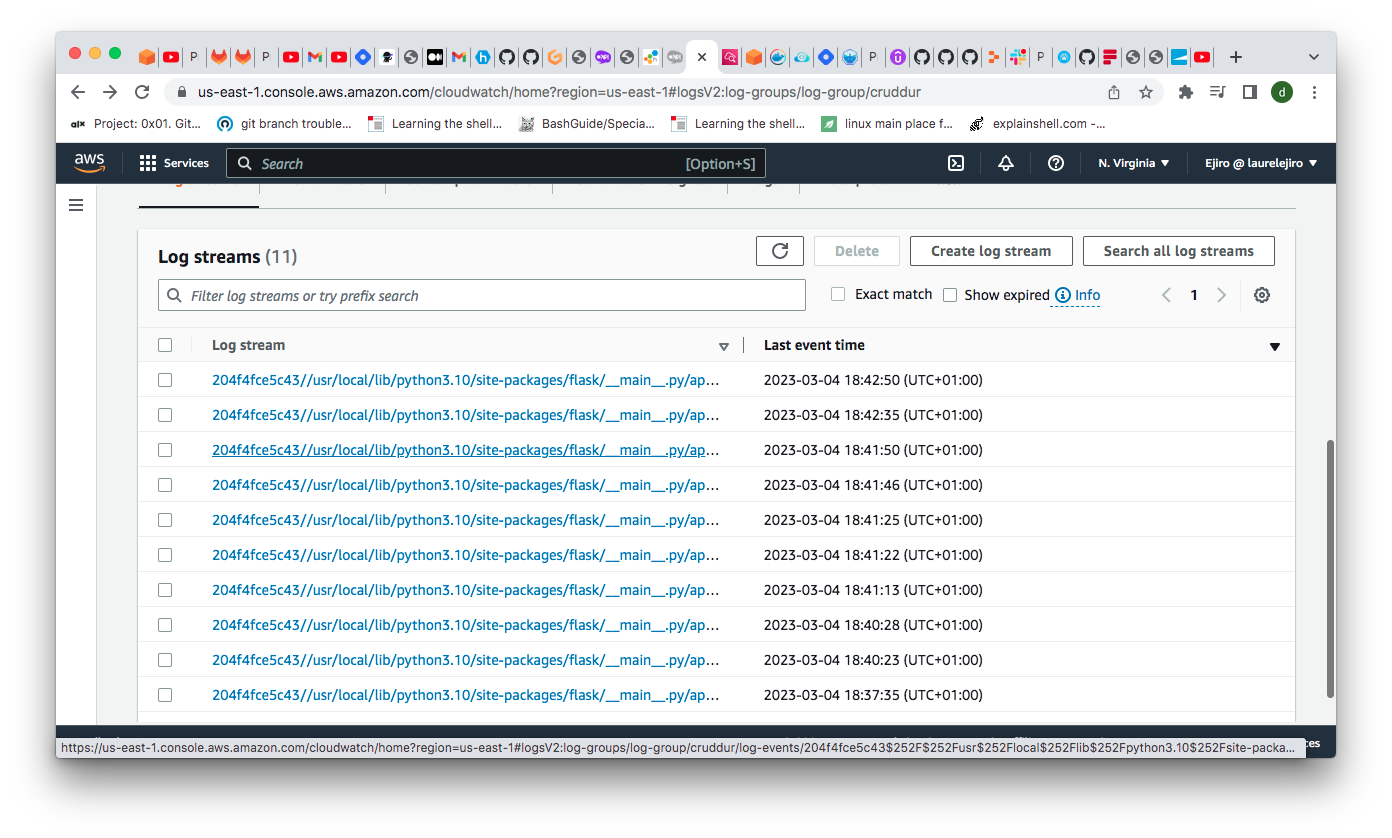 us-east-1.console.aws.amazon.com/cloudwatch/home?region=us-east-1#logsV2:log-groups/log-group/cruddur
d
alx Project: 0x01. Git... git branch trouble... Learning the shell... BashGuide/Specia... Learning the shell... linux main place f... explainshell.com -...
aws Services Search [Option+S] N. Virginia Ejiro @ laurelejiro
Log streams (11) Delete Create log stream Search all log streams
Filter log streams or try prefix search Exact match Show expired Info 1
Log stream Last event time
204f4fce5c43//usr/local/lib/python3.10/site-packages/flask/__main__.py/ap... 2023-03-04 18:42:50 (UTC+01:00)
204f4fce5c43//usr/local/lib/python3.10/site-packages/flask/__main__.py/ap... 2023-03-04 18:42:35 (UTC+01:00)
204f4fce5c43//usr/local/lib/python3.10/site-packages/flask/__main__.py/ap... 2023-03-04 18:41:50 (UTC+01:00)
204f4fce5c43//usr/local/lib/python3.10/site-packages/flask/__main__.py/ap... 2023-03-04 18:41:46 (UTC+01:00)
204f4fce5c43//usr/local/lib/python3.10/site-packages/flask/__main__.py/ap... 2023-03-04 18:41:25 (UTC+01:00)
204f4fce5c43//usr/local/lib/python3.10/site-packages/flask/__main__.py/ap... 2023-03-04 18:41:22 (UTC+01:00)
204f4fce5c43//usr/local/lib/python3.10/site-packages/flask/__main__.py/ap... 2023-03-04 18:41:13 (UTC+01:00)
204f4fce5c43//usr/local/lib/python3.10/site-packages/flask/__main__.py/ap... 2023-03-04 18:40:28 (UTC+01:00)
204f4fce5c43//usr/local/lib/python3.10/site-packages/flask/__main__.py/ap... 2023-03-04 18:40:23 (UTC+01:00)
204f4fce5c43//usr/local/lib/python3.10/site-packages/flask/__main__.py/ap... 2023-03-04 18:37:35 (UTC+01:00)
https://us-east-1.console.aws.amazon.com/cloudwatch/home?region=us-east-1#logsV2:log-groups/log-group/cruddur/log-events/204f4fce5c43$252F$252Fusr$252Flocal$252Flib$252Fpython3.10$252Fsite-packa...